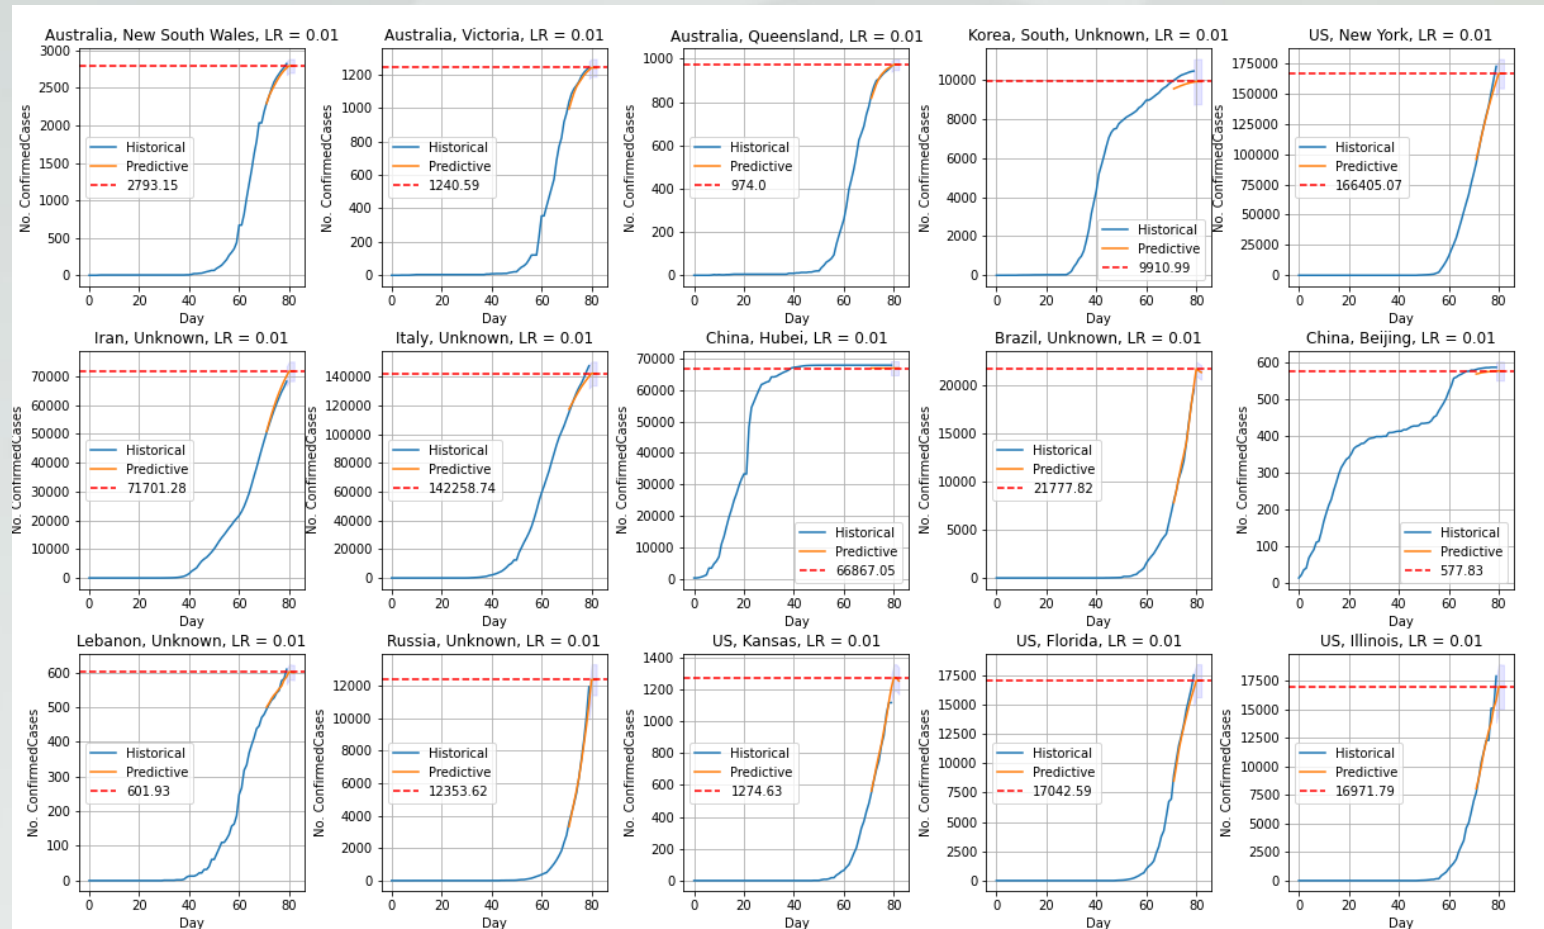 Australia, New South Wales, LR = 0.01
No. ConfirmedCases
3000
2500
2000
1500
1000
500
0
Historical
Predictive
2793.15
0 20 40 60 80
Day
Australia, Victoria, LR = 0.01
No. ConfirmedCases
1200
1000
800
600
400
200
0
Historical
Predictive
1240.59
0 20 40 60 80
Day
Australia, Queensland, LR = 0.01
No. ConfirmedCases
1000
800
600
400
200
0
Historical
Predictive
974.0
0 20 40 60 80
Day
Korea, South, Unknown, LR = 0.01
No. ConfirmedCases
10000
8000
6000
4000
2000
0
Historical
Predictive
9910.99
0 20 40 60 80
Day
US, New York, LR = 0.01
No. ConfirmedCases
175000
150000
125000
100000
75000
50000
25000
0
Historical
Predictive
166405.07
0 20 40 60 80
Day
Iran, Unknown, LR = 0.01
No. ConfirmedCases
70000
60000
50000
40000
30000
20000
10000
0
Historical
Predictive
71701.28
0 20 40 60 80
Day
Italy, Unknown, LR = 0.01
No. ConfirmedCases
140000
120000
100000
80000
60000
40000
20000
0
Historical
Predictive
142258.74
0 20 40 60 80
Day
China, Hubei, LR = 0.01
No. ConfirmedCases
70000
60000
50000
40000
30000
20000
10000
0
Historical
Predictive
66867.05
0 20 40 60 80
Day
Brazil, Unknown, LR = 0.01
No. ConfirmedCases
20000
15000
10000
5000
0
Historical
Predictive
21777.82
0 20 40 60 80
Day
China, Beijing, LR = 0.01
No. ConfirmedCases
600
500
400
300
200
100
0
Historical
Predictive
577.83
0 20 40 60 80
Day
Lebanon, Unknown, LR = 0.01
No. ConfirmedCases
600
500
400
300
200
100
0
Historical
Predictive
601.93
0 20 40 60 80
Day
Russia, Unknown, LR = 0.01
No. ConfirmedCases
12000
10000
8000
6000
4000
2000
0
Historical
Predictive
12353.62
0 20 40 60 80
Day
US, Kansas, LR = 0.01
No. ConfirmedCases
1400
1200
1000
800
600
400
200
0
Historical
Predictive
1274.63
0 20 40 60 80
Day
US, Florida, LR = 0.01
No. ConfirmedCases
17500
15000
12500
10000
7500
5000
2500
0
Historical
Predictive
17042.59
0 20 40 60 80
Day
US, Illinois, LR = 0.01
No. ConfirmedCases
17500
15000
12500
10000
7500
5000
2500
0
Historical
Predictive
16971.79
0 20 40 60 80
Day